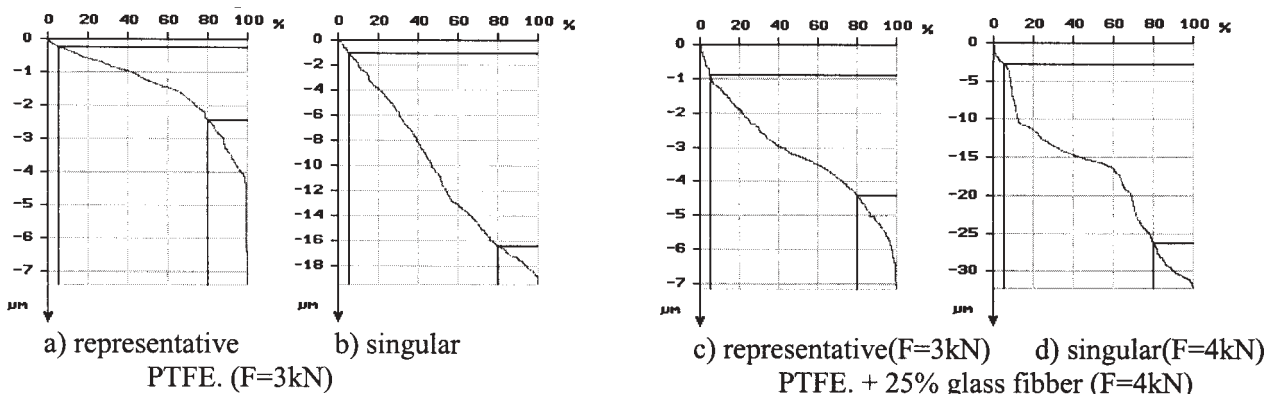 0 20 40 60 80 100 %
0
-1
-2
-3
-4
-5
-6
-7
µm
a) representative
0 20 40 60 80 100 %
0
-2
-4
-6
-8
-10
-12
-14
-16
-18
µm
b) singular
PTFE. (F=3kN)
0 20 40 60 80 100 %
0
-1
-2
-3
-4
-5
-6
-7
µm
c) representative(F=3kN)
0 20 40 60 80 100 %
0
-5
-10
-15
-20
-25
-30
µm
d) singular(F=4kN)
PTFE. + 25% glass fibber (F=4kN)